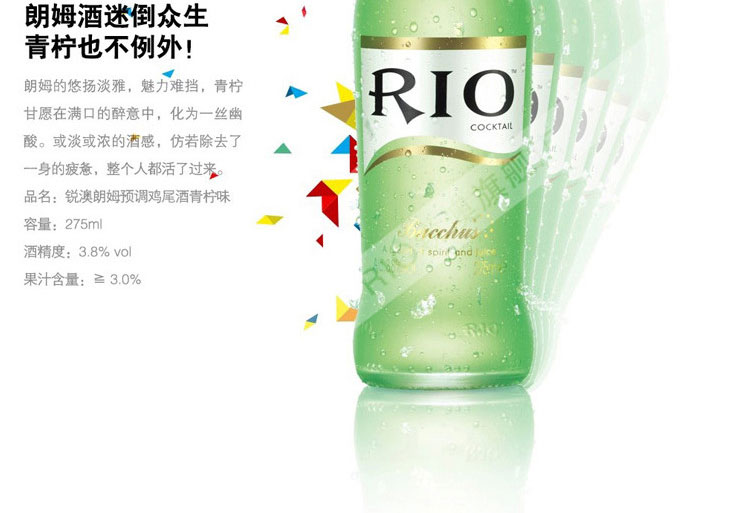 朗姆酒迷倒众生
青柠也不例外!
朗姆的悠扬淡雅，魅力难挡，青柠
甘愿在满口的醉意中，化为一丝幽
酸。或淡或浓的酒感，仿若除去了
一身的疲惫，整个人都活了过来。
品名：锐澳朗姆预调鸡尾酒青柠味
容量：275ml
酒精度：3.8% vol
果汁含量：≧ 3.0%
RIO
COCKTAIL
Bacchus
spirit and juice
RIO